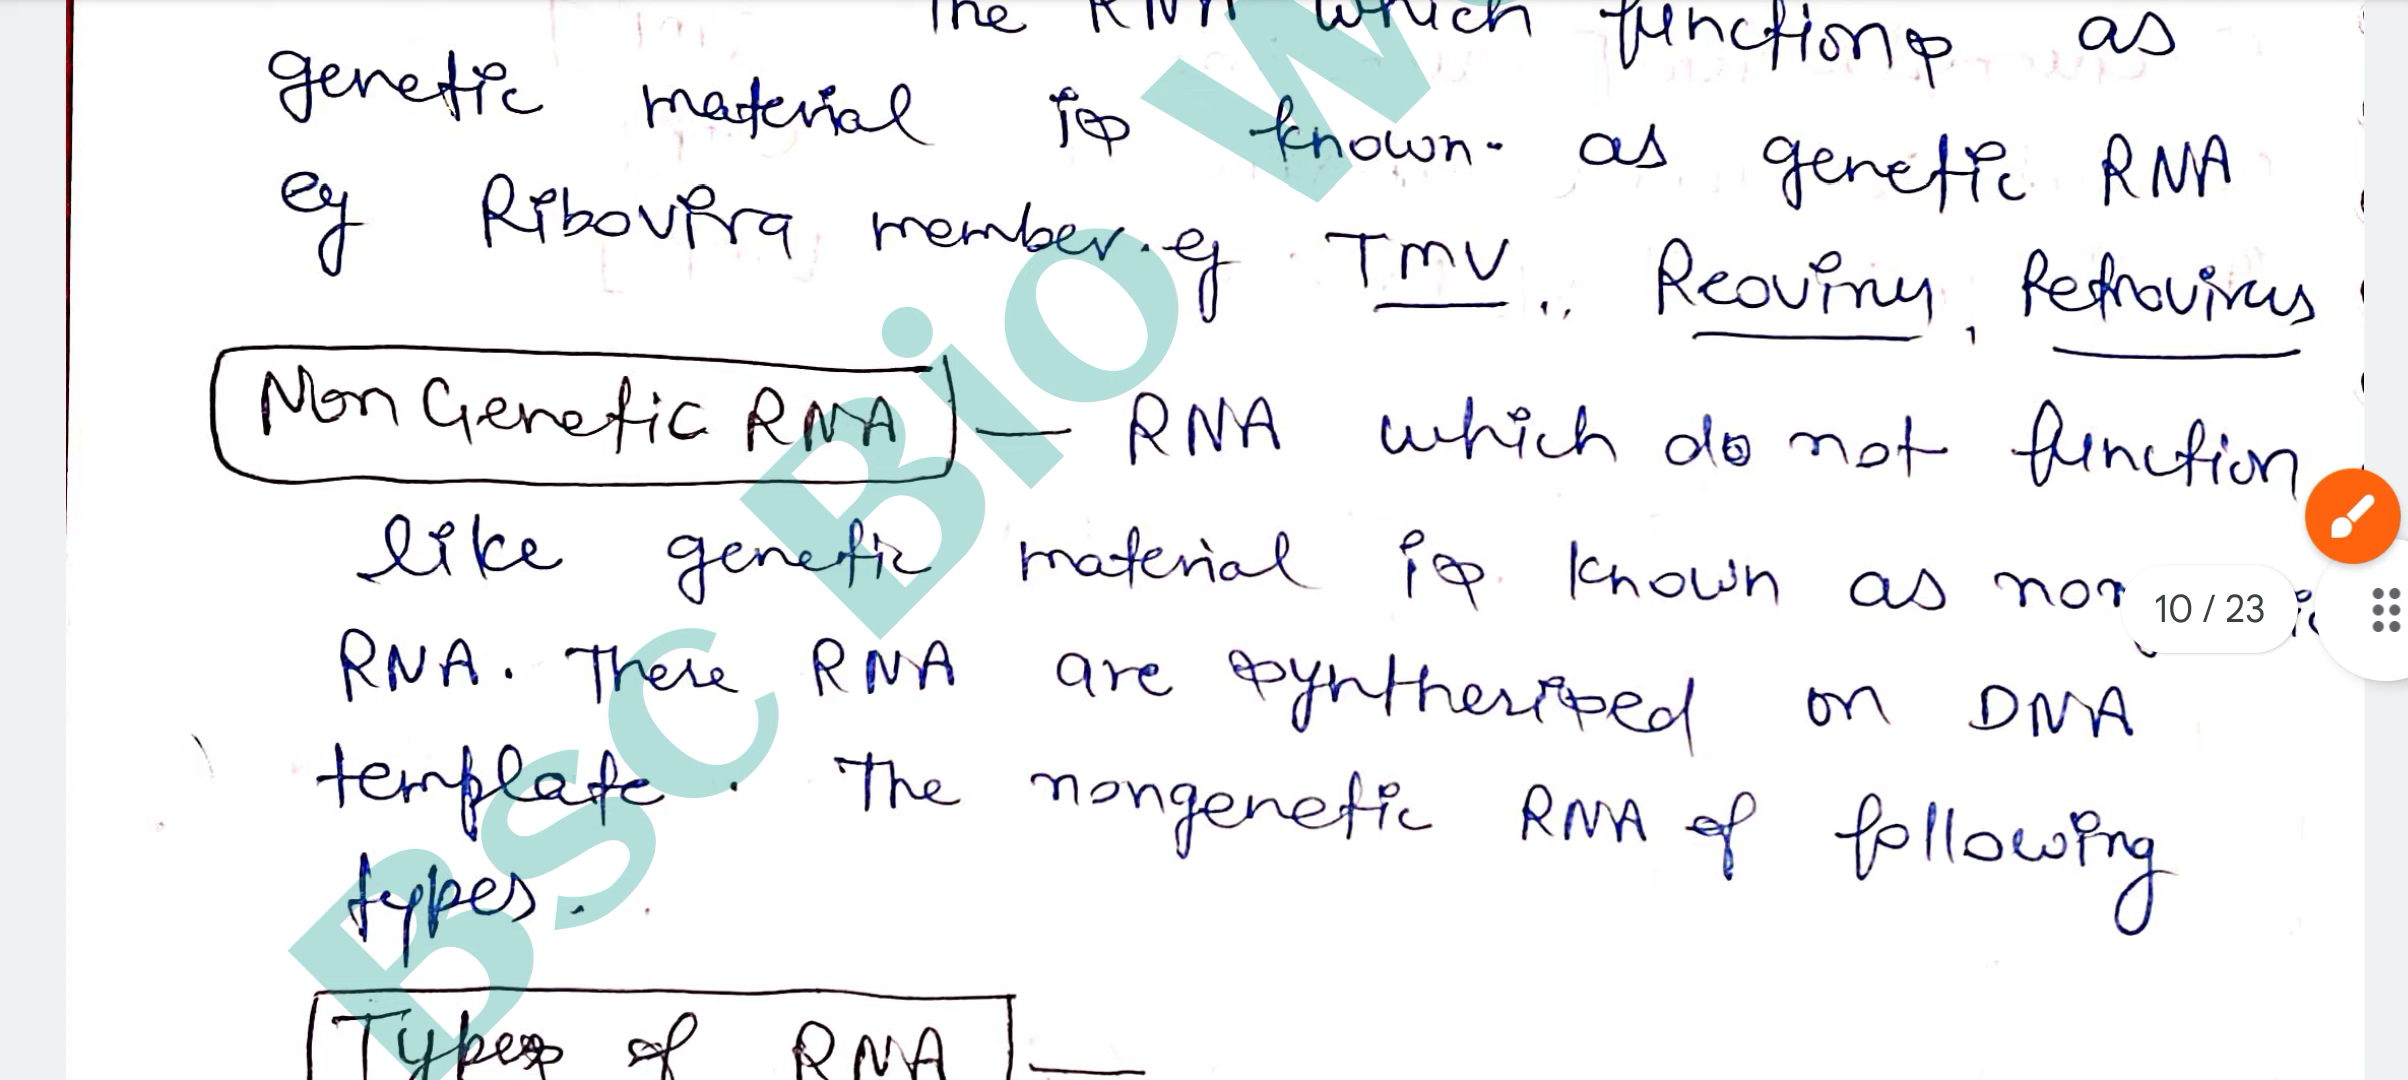 The RNA which functions as
genetic material is known as genetic RNA
eg Ribovira member. eg TMV, Reovirus, Retrovirus
Non Genetic RNA — RNA which do not function
like genetic material is known as non
RNA. These RNA are synthesised on DNA
template. The nongenetic RNA of following
types.
Types of RNA —
10 / 23
BSc BiO W